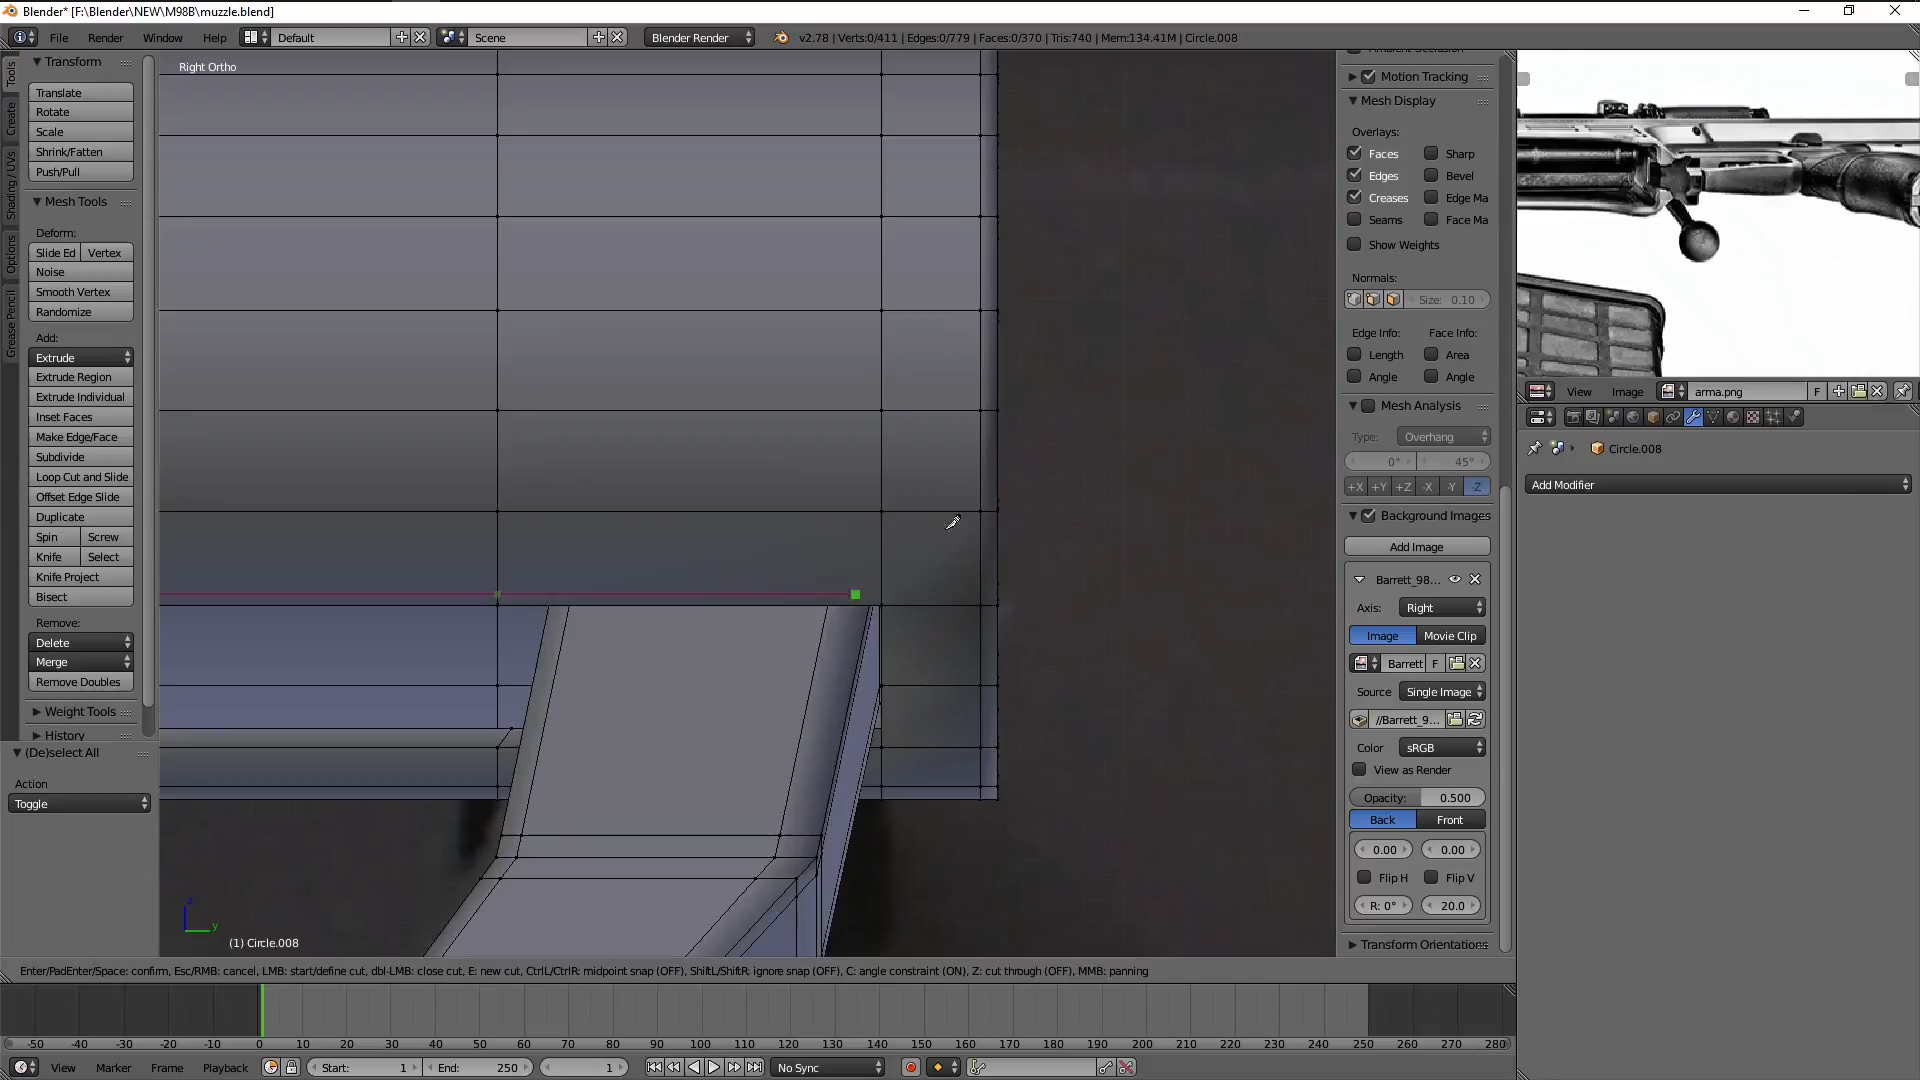 Blender* [F:\Blender\NEW\M98B\muzzle.blend]
File Render Window Help Default Scene Blender Render v2.78 | Verts:0/411 | Edges:0/779 | Faces:0/370 | Tris:740 | Mem:134.41M | Circle.008
Tools
Create
Shading / UVs
Options
Grease Pencil
Transform
Translate
Rotate
Scale
Shrink/Fatten
Push/Pull
Mesh Tools
Deform:
Slide Ed Vertex
Noise
Smooth Vertex
Randomize
Add:
Extrude
Extrude Region
Extrude Individual
Inset Faces
Make Edge/Face
Subdivide
Loop Cut and Slide
Offset Edge Slide
Duplicate
Spin Screw
Knife Select
Knife Project
Bisect
Remove:
Delete
Merge
Remove Doubles
Weight Tools
History
(De)select All
Action
Toggle
Right Ortho
z
y
(1) Circle.008
Enter/PadEnter/Space: confirm, Esc/RMB: cancel, LMB: start/define cut, dbl-LMB: close cut, E: new cut, CtrlL/CtrlR: midpoint snap (OFF), ShiftL/ShiftR: ignore snap (OFF), C: angle constraint (ON), Z: cut through (OFF), MMB: panning
Ambient Occlusion
Motion Tracking
Mesh Display
Overlays:
Faces Sharp
Edges Bevel
Creases Edge Ma
Seams Face Ma
Show Weights
Normals:
Size: 0.10
Edge Info: Face Info:
Length Area
Angle Angle
Mesh Analysis
Type: Overhang
0° 45°
+X +Y +Z -X -Y -Z
Background Images
Add Image
Barrett_98...
Axis: Right
Image Movie Clip
Barrett F
Source Single Image
//Barrett_9...
Color sRGB
View as Render
Opacity: 0.500
Back Front
0.00 0.00
Flip H Flip V
R: 0° 20.0
Transform Orientations
View Image arma.png F
Circle.008
Add Modifier
-50 -40 -30 -20 -10 0 10 20 30 40 50 60 70 80 90 100 110 120 130 140 150 160 170 180 190 200 210 220 230 240 250 260 270 280
View Marker Frame Playback Start: 1 End: 250 1 No Sync